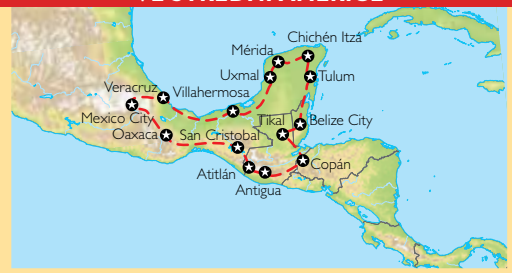 Chichén Itzá
Mérida
Uxmal
Tulum
Veracruz
Villahermosa
Mexico City
Tikal
Belize City
Oaxaca
San Cristobal
Copán
Atitlán
Antigua